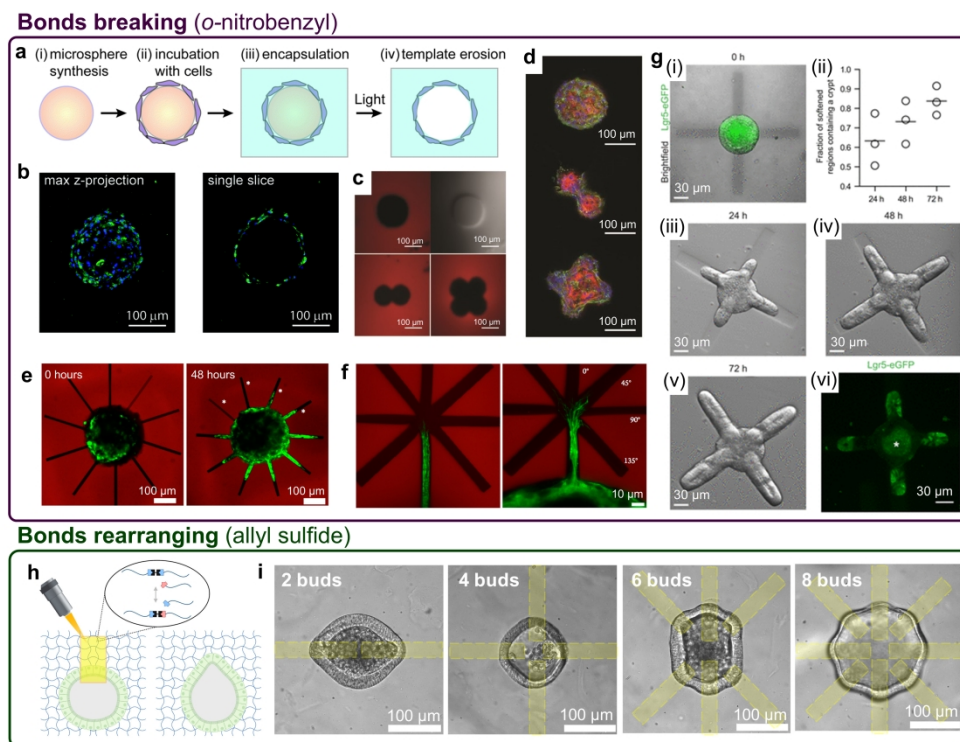 Bonds breaking (o-nitrobenzyl)
a
(i) microsphere synthesis
(ii) incubation with cells
(iii) encapsulation
(iv) template erosion
Light
b
max z-projection
single slice
100 µm
100 µm
c
100 µm
100 µm
100 µm
100 µm
d
100 µm
100 µm
100 µm
e
0 hours
48 hours
*
*
*
100 µm
100 µm
f
0°
45°
90°
135°
10 µm
g
(i)
0 h
Lgr5-eGFP
Brightfield
30 µm
(ii)
Fraction of softened
regions containing a crypt
1.0
0.9
0.8
0.7
0.6
0.5
0.4
24 h
48 h
72 h
(iii)
24 h
30 µm
(iv)
48 h
30 µm
(v)
72 h
30 µm
(vi)
Lgr5-eGFP
*
30 µm
Bonds rearranging (allyl sulfide)
h
i
2 buds
4 buds
6 buds
8 buds
100 µm
100 µm
100 µm
100 µm